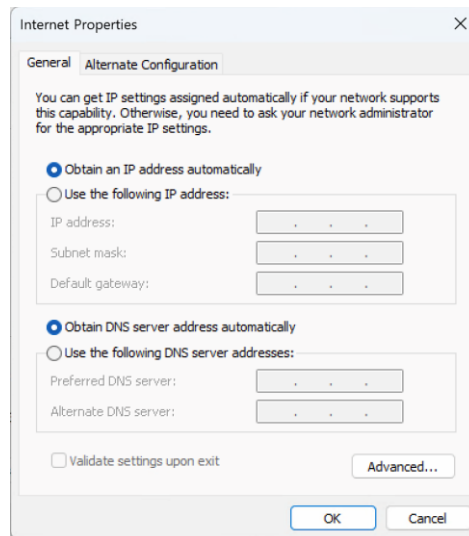 Internet Properties
General
Alternate Configuration
You can get IP settings assigned automatically if your network supports
this capability. Otherwise, you need to ask your network administrator
for the appropriate IP settings.
Obtain an IP address automatically
Use the following IP address:
IP address:
Subnet mask:
Default gateway:
Obtain DNS server address automatically
Use the following DNS server addresses:
Preferred DNS server:
Alternate DNS server:
Validate settings upon exit
Advanced...
OK
Cancel